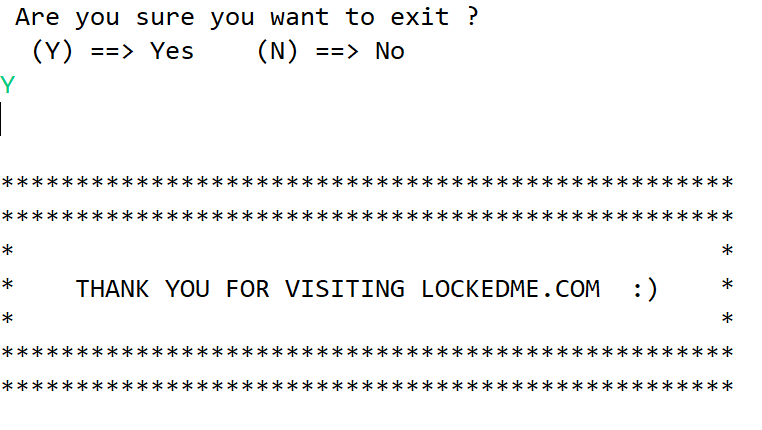 Are you sure you want to exit ?
(Y) ==> Yes    (N) ==> No
Y
*************************************************
*************************************************
*                                               *
*    THANK YOU FOR VISITING LOCKEDME.COM  :)    *
*                                               *
*************************************************
*************************************************